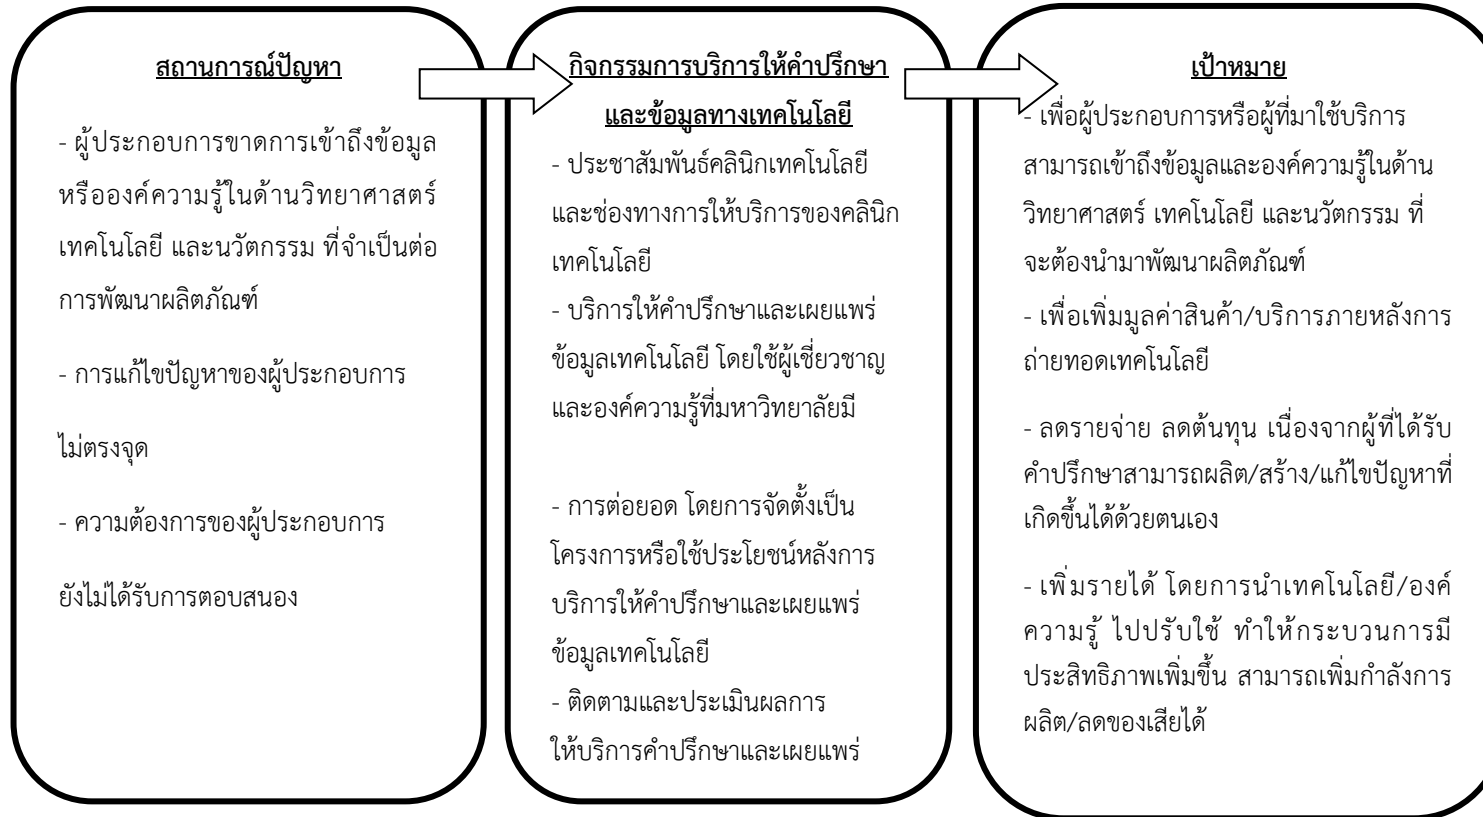 สถานการณ์ปัญหา
- ผู้ประกอบการขาดการเข้าถึงข้อมูล
หรือองค์ความรู้ในด้านวิทยาศาสตร์
เทคโนโลยี และนวัตกรรม ที่จำเป็นต่อ
การพัฒนาผลิตภัณฑ์
- การแก้ไขปัญหาของผู้ประกอบการ
ไม่ตรงจุด
- ความต้องการของผู้ประกอบการ
ยังไม่ได้รับการตอบสนอง
กิจกรรมการบริการให้คำปรึกษา
และข้อมูลทางเทคโนโลยี
- ประชาสัมพันธ์คลินิกเทคโนโลยี
และช่องทางการให้บริการของคลินิก
เทคโนโลยี
- บริการให้คำปรึกษาและเผยแพร่
ข้อมูลเทคโนโลยี โดยใช้ผู้เชี่ยวชาญ
และองค์ความรู้ที่มหาวิทยาลัยมี
- การต่อยอด โดยการจัดตั้งเป็น
โครงการหรือใช้ประโยชน์หลังการ
บริการให้คำปรึกษาและเผยแพร่
ข้อมูลเทคโนโลยี
- ติดตามและประเมินผลการ
ให้บริการคำปรึกษาและเผยแพร่
เป้าหมาย
- เพื่อผู้ประกอบการหรือผู้ที่มาใช้บริการ
สามารถเข้าถึงข้อมูลและองค์ความรู้ในด้าน
วิทยาศาสตร์ เทคโนโลยี และนวัตกรรม ที่
จะต้องนำมาพัฒนาผลิตภัณฑ์
- เพื่อเพิ่มมูลค่าสินค้า/บริการภายหลังการ
ถ่ายทอดเทคโนโลยี
- ลดรายจ่าย ลดต้นทุน เนื่องจากผู้ที่ได้รับ
คำปรึกษาสามารถผลิต/สร้าง/แก้ไขปัญหาที่
เกิดขึ้นได้ด้วยตนเอง
- เพิ่มรายได้ โดยการนำเทคโนโลยี/องค์
ความรู้ ไปปรับใช้ ทำให้กระบวนการมี
ประสิทธิภาพเพิ่มขึ้น สามารถเพิ่มกำลังการ
ผลิต/ลดของเสียได้